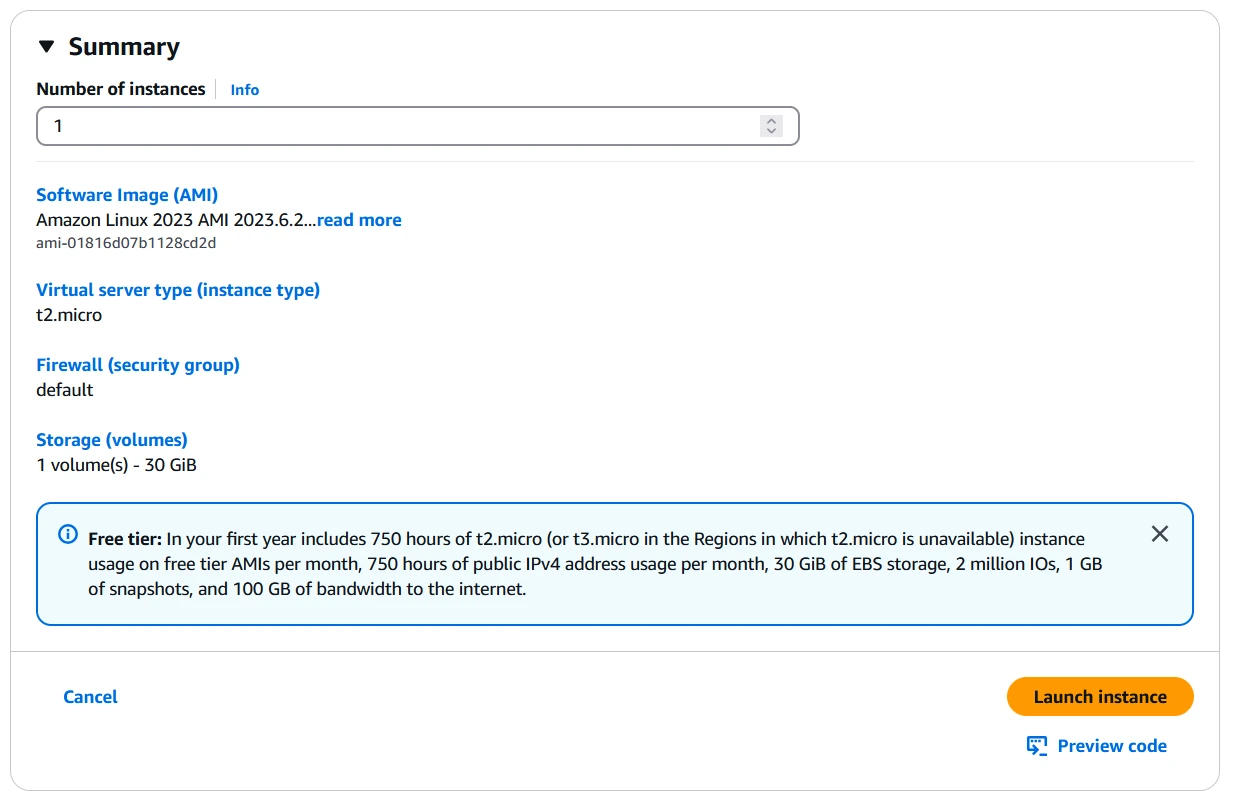 Summary
Number of instances Info
1
Software Image (AMI)
Amazon Linux 2023 AMI 2023.6.2...read more
ami-01816d07b1128cd2d
Virtual server type (instance type)
t2.micro
Firewall (security group)
default
Storage (volumes)
1 volume(s) - 30 GiB
Free tier: In your first year includes 750 hours of t2.micro (or t3.micro in the Regions in which t2.micro is unavailable) instance
usage on free tier AMIs per month, 750 hours of public IPv4 address usage per month, 30 GiB of EBS storage, 2 million IOs, 1 GB
of snapshots, and 100 GB of bandwidth to the internet.
Cancel
Launch instance
Preview code